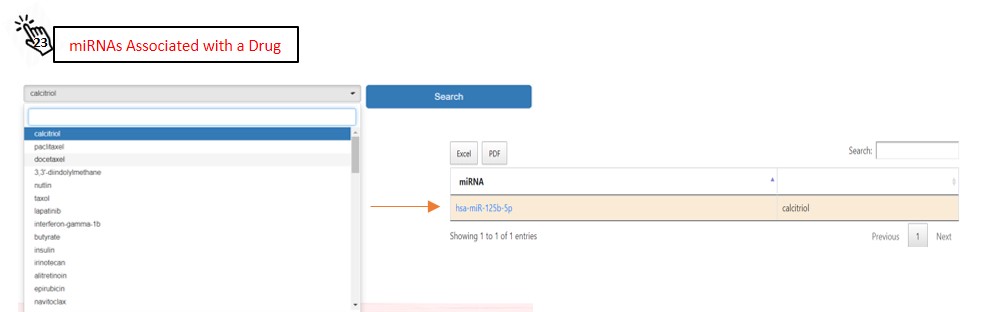 23
miRNAs Associated with a Drug
calcitriol
Search
calcitriol
paclitaxel
docetaxel
3,3'-diindolylmethane
nutlin
taxol
lapatinib
interferon-gamma-1b
butyrate
insulin
irinotecan
alitretinoin
epirubicin
navitoclax
Excel PDF
Search:
miRNA
hsa-miR-125b-5p calcitriol
Showing 1 to 1 of 1 entries
Previous 1 Next